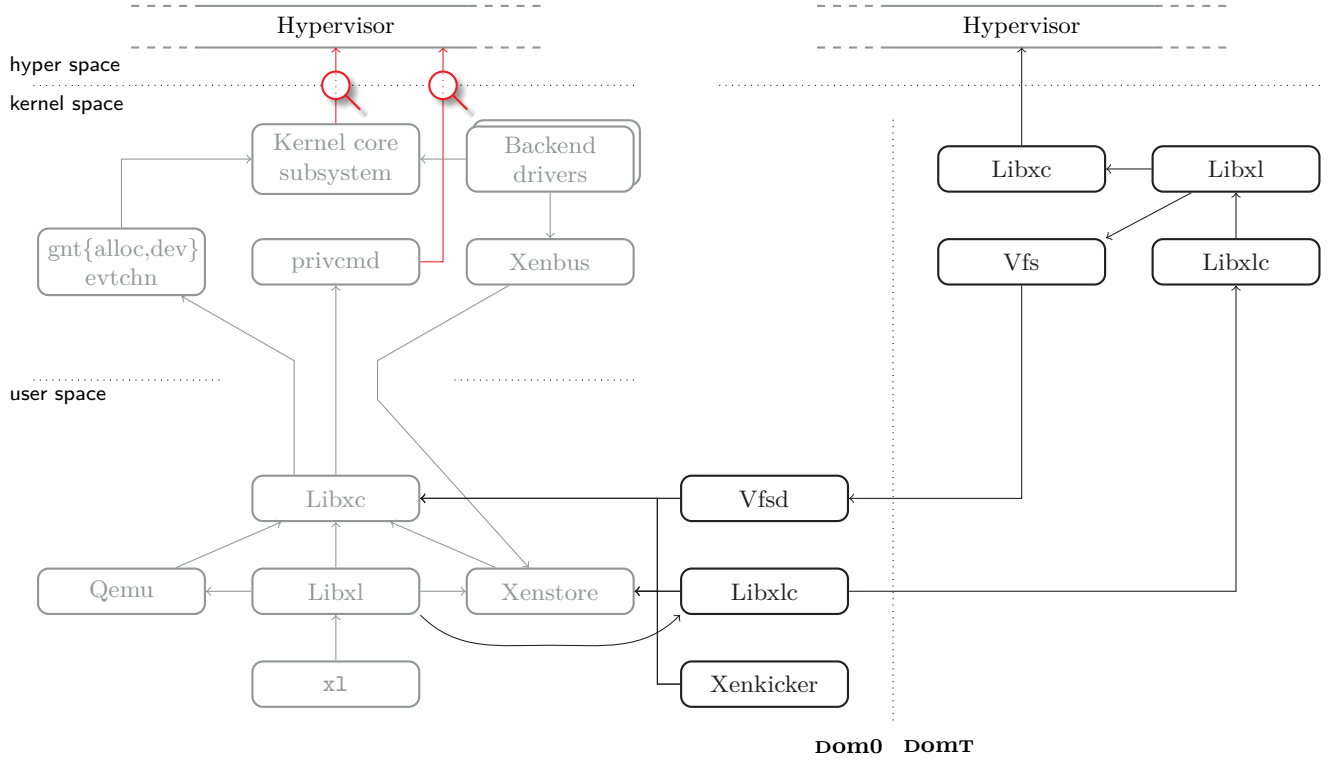 Hypervisor
Hypervisor
hyper space
kernel space
Kernel core
subsystem
Backend
drivers
Libxc
Libxl
gnt{alloc,dev}
evtchn
privcmd
Xenbus
Vfs
Libxlc
user space
Libxc
Vfsd
Qemu
Libxl
Xenstore
Libxlc
xl
Xenkicker
Dom0
DomT